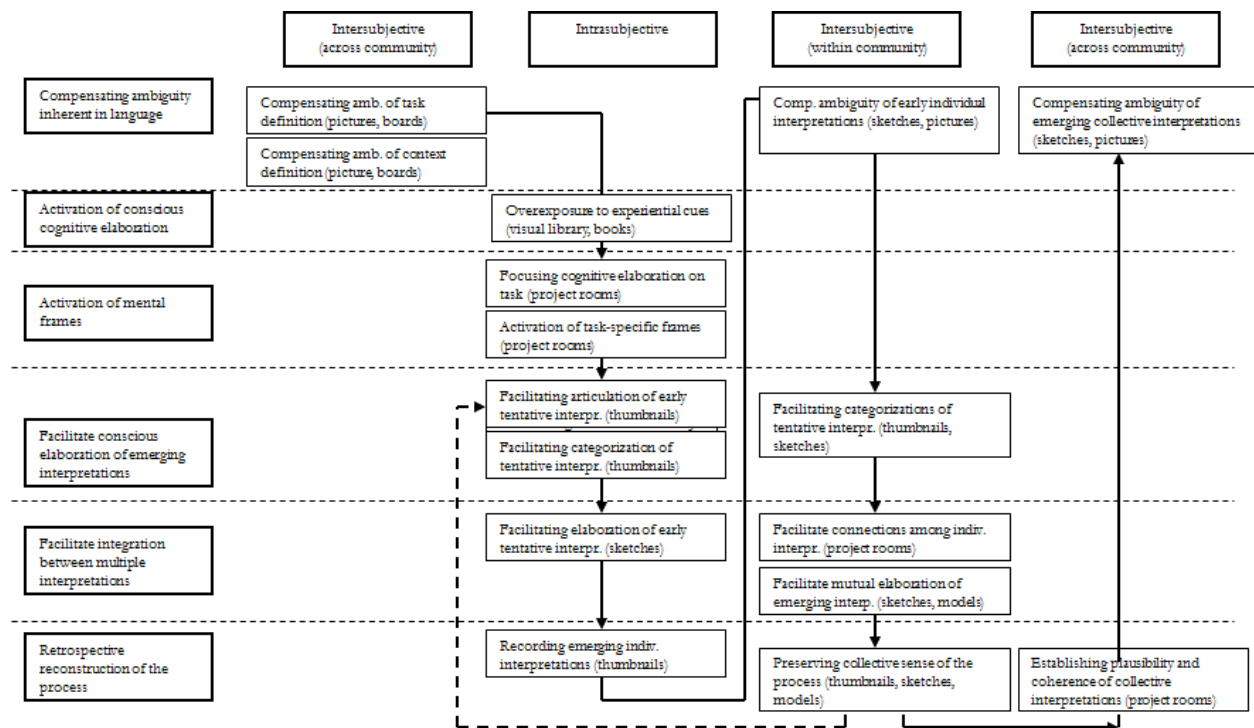 Intersubjective
(across community)
Intrasubjective
Intersubjective
(within community)
Intersubjective
(across community)
Compensating ambiguity
inherent in language
Compensating amb. of task
definition (pictures, boards)
Compensating amb. of context
definition (picture, boards)
Comp. ambiguity of early individual
interpretations (sketches, pictures)
Compensating ambiguity of
emerging collective interpretations
(sketches, pictures)
Activation of conscious
cognitive elaboration
Overexposure to experiential cues
(visual library, books)
Activation of mental
frames
Focusing cognitive elaboration on
task (project rooms)
Activation of task-specific frames
(project rooms)
Facilitate conscious
elaboration of emerging
interpretations
Facilitating articulation of early
tentative interpr. (thumbnails)
Facilitating categorization of
tentative interpr. (thumbnails)
Facilitating categorizations of
tentative interpr. (thumbnails,
sketches)
Facilitate integration
between multiple
interpretations
Facilitating elaboration of early
tentative interpr. (sketches)
Facilitate connections among indiv.
interpr. (project rooms)
Facilitate mutual elaboration of
emerging interp. (sketches, models)
Retrospective
reconstruction of the
process
Recording emerging indiv.
interpretations (thumbnails)
Preserving collective sense of the
process (thumbnails, sketches,
models)
Establishing plausibility and
coherence of collective
interpretations (project rooms)